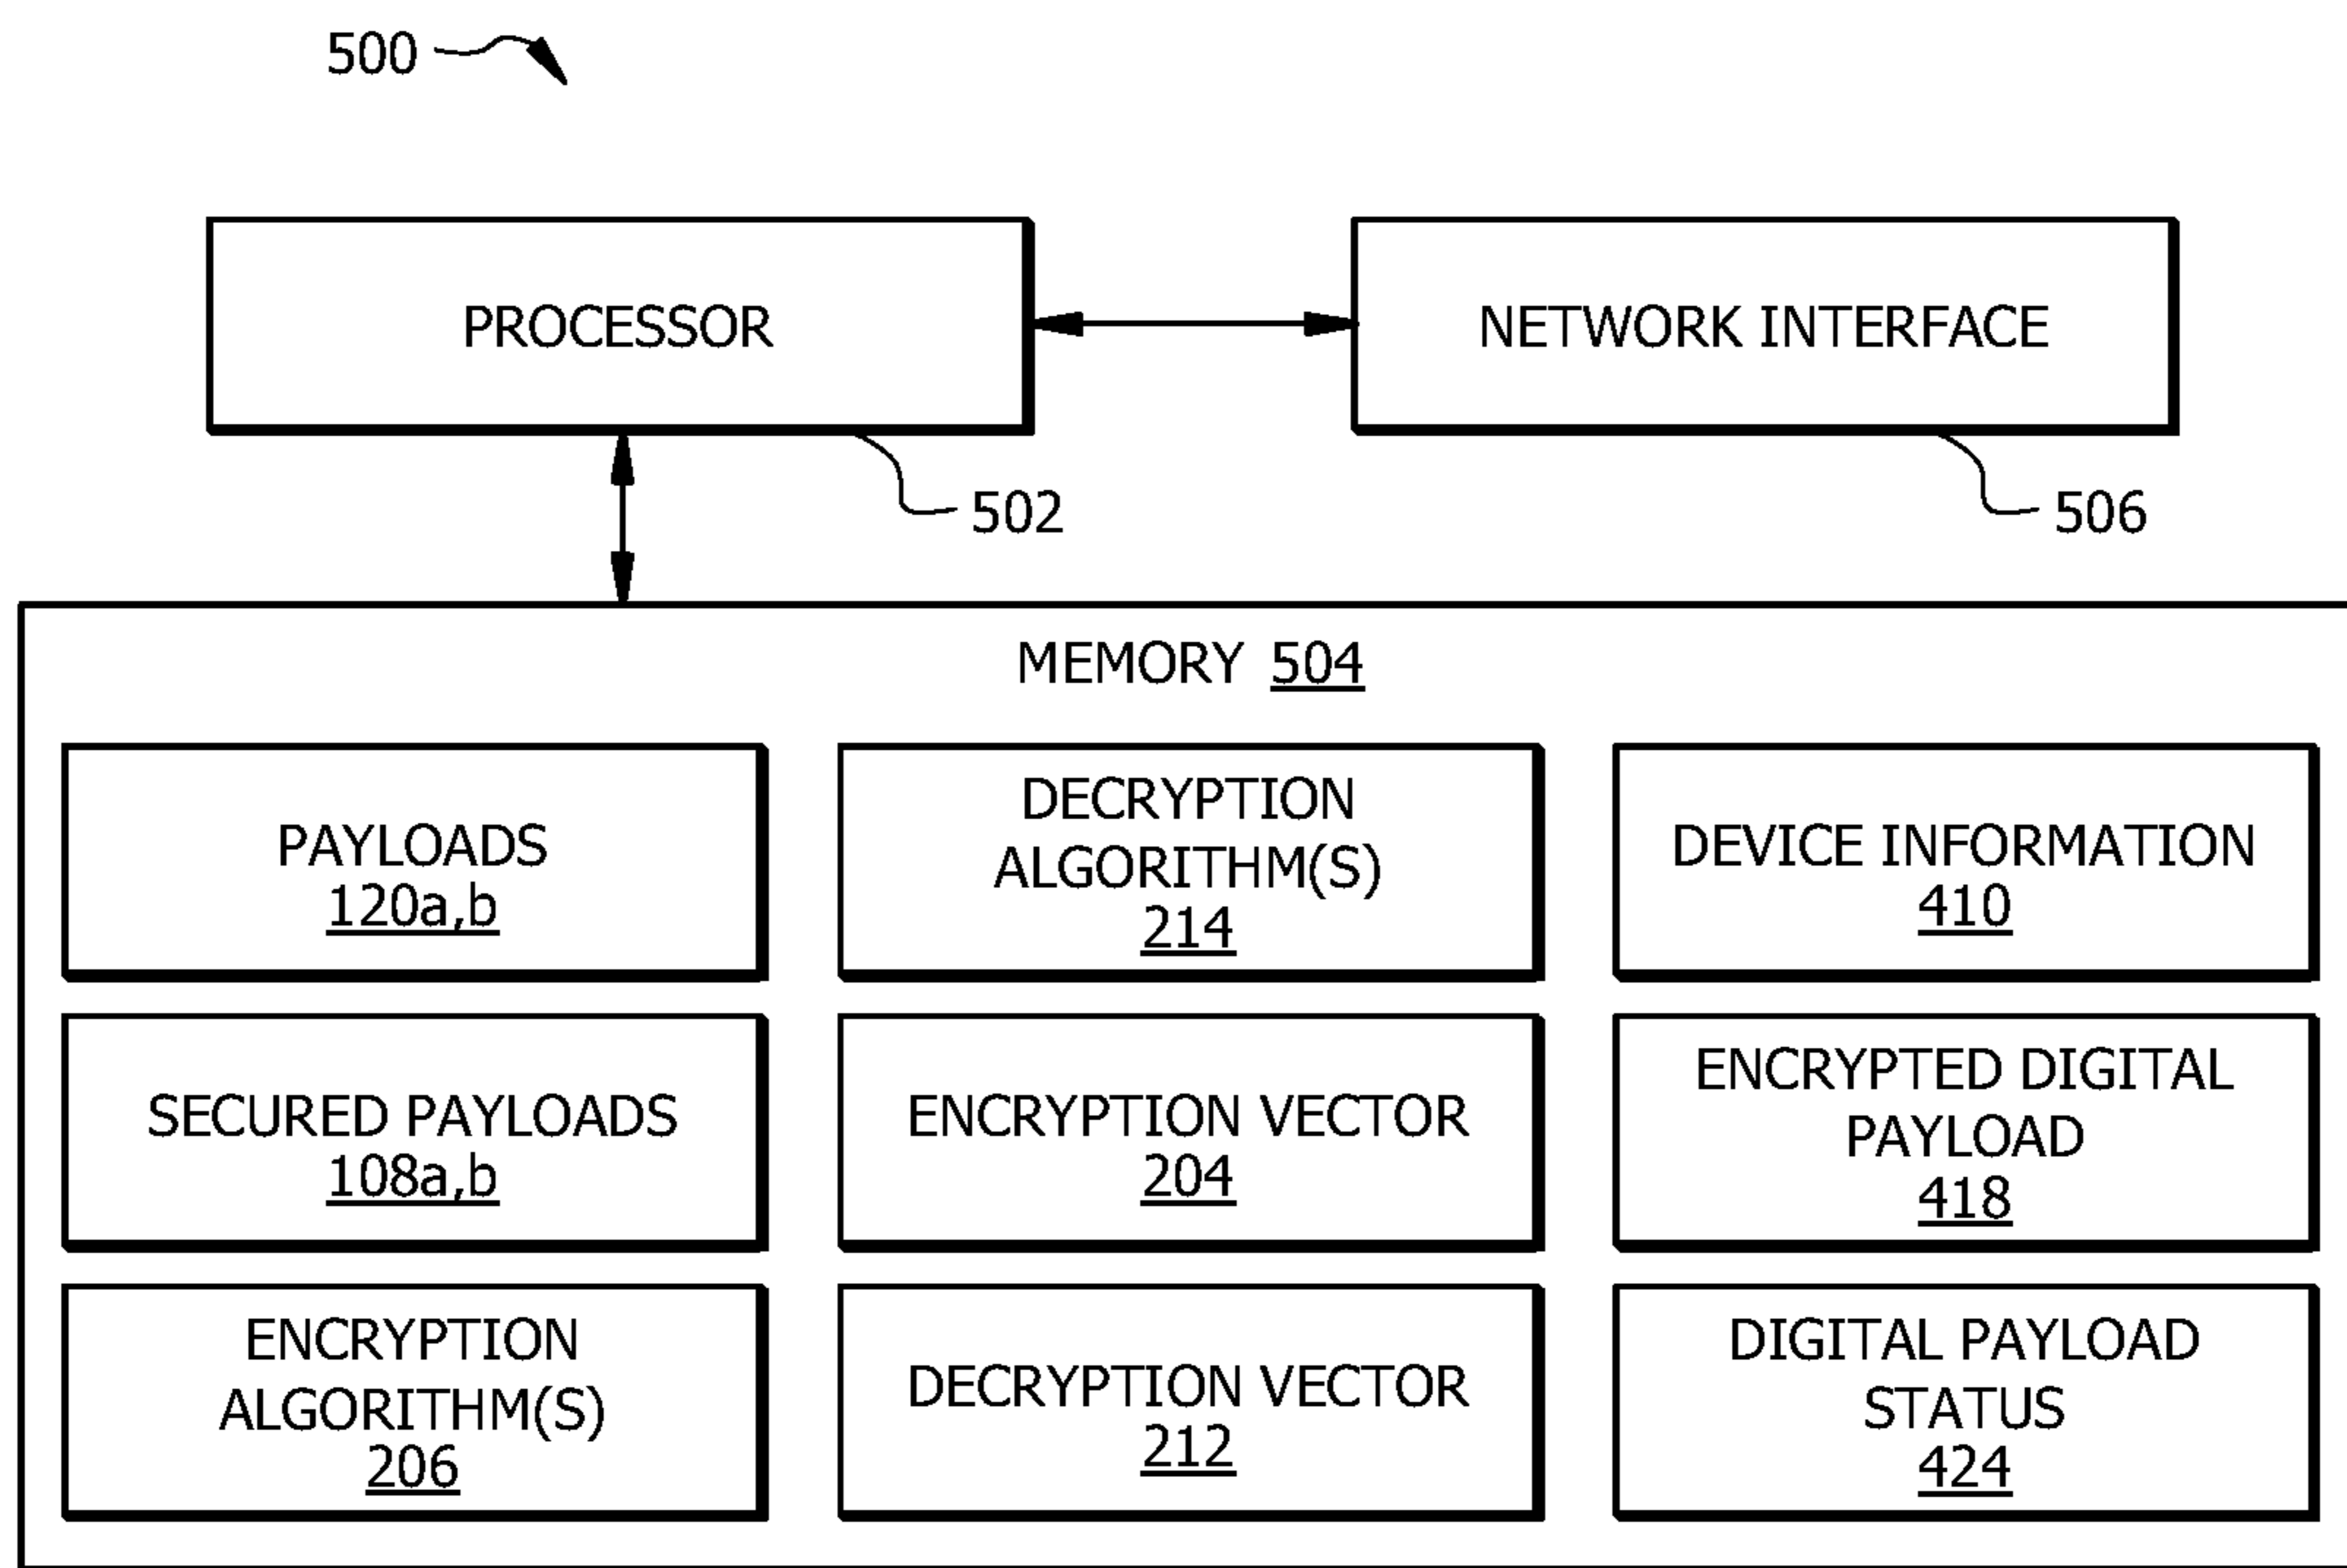 500
PROCESSOR
NETWORK INTERFACE
502
506
MEMORY 504
PAYLOADS
120a,b
DECRYPTION
ALGORITHM(S)
214
DEVICE INFORMATION
410
SECURED PAYLOADS
108a,b
ENCRYPTION VECTOR
204
ENCRYPTED DIGITAL
PAYLOAD
418
ENCRYPTION
ALGORITHM(S)
206
DECRYPTION VECTOR
212
DIGITAL PAYLOAD
STATUS
424